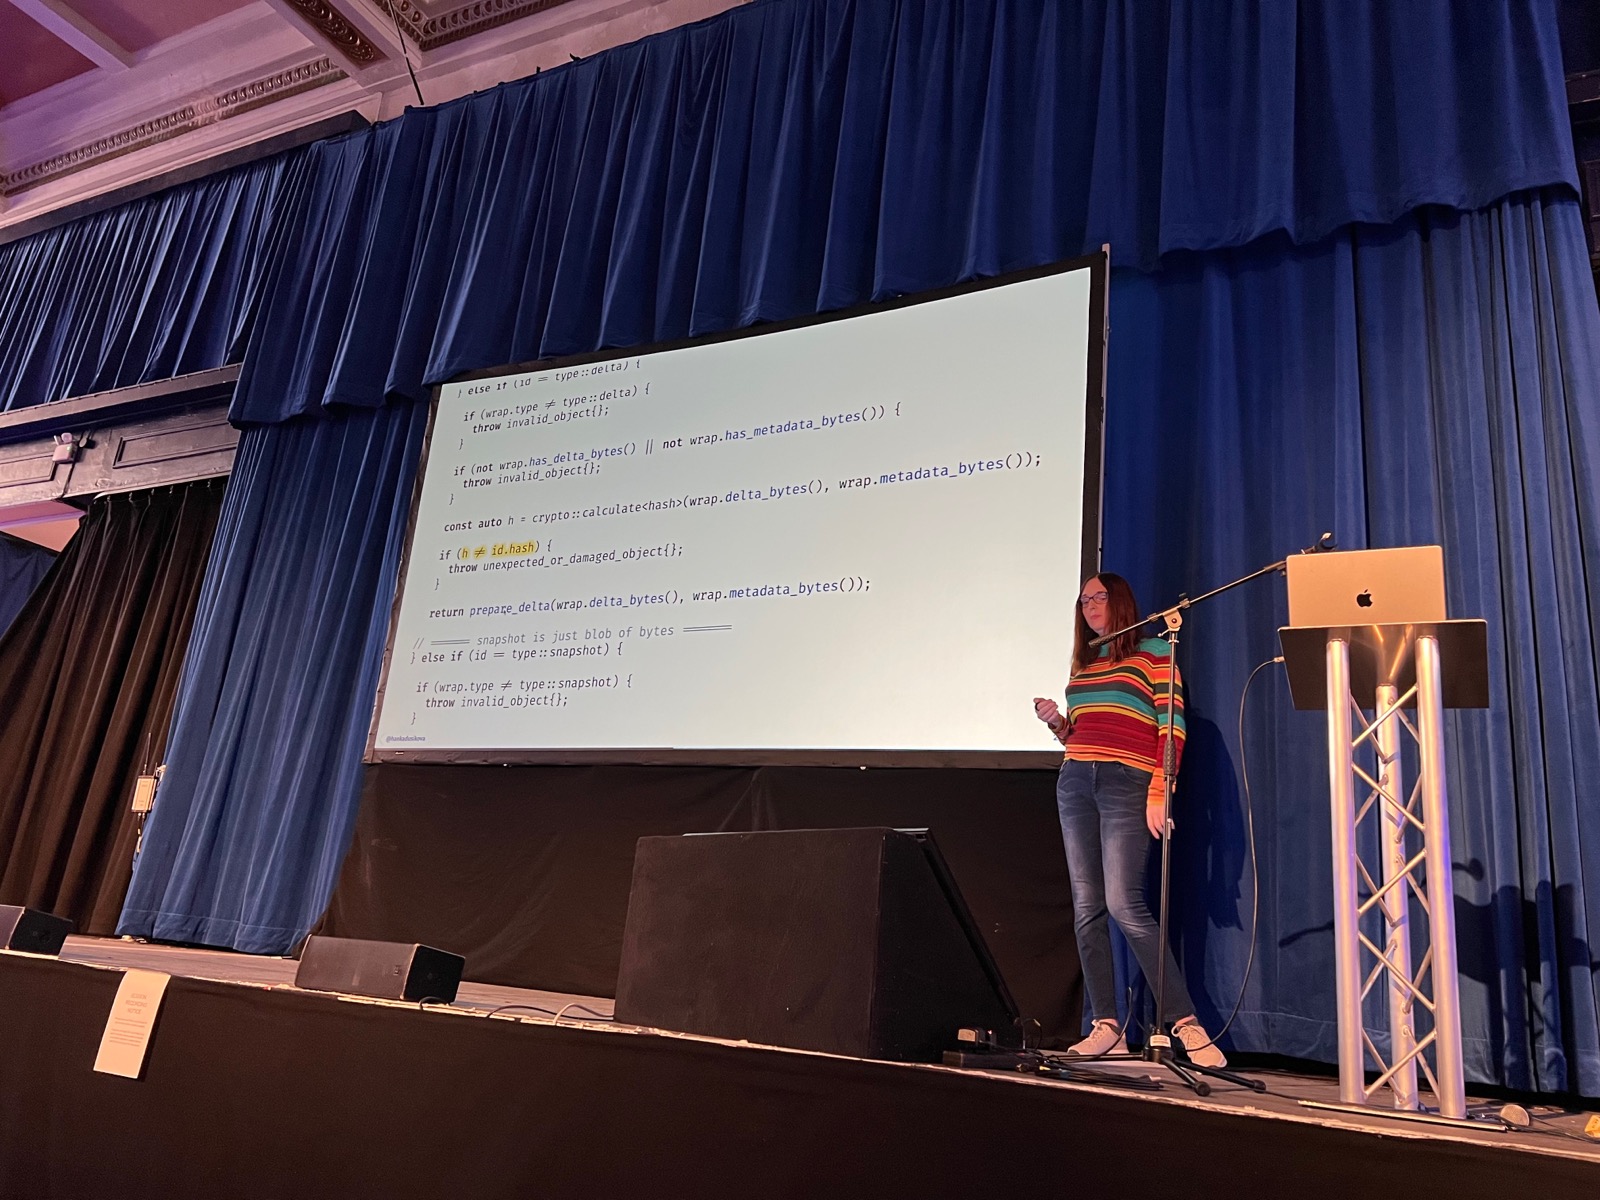 } else if (id == type::delta) {
if (wrap.type ≠ type::delta) {
throw invalid_object{};
}
if (not wrap.has_delta_bytes() || not wrap.has_metadata_bytes()) {
throw invalid_object{};
}
const auto h = crypto::calculate<hash>(wrap.delta_bytes(), wrap.metadata_bytes());
if (h ≠ id.hash) {
throw unexpected_or_damaged_object{};
}
return prepare_delta(wrap.delta_bytes(), wrap.metadata_bytes());
// ═════ snapshot is just blob of bytes ═════
} else if (id == type::snapshot) {
if (wrap.type ≠ type::snapshot) {
throw invalid_object{};
}
@hankadusikova